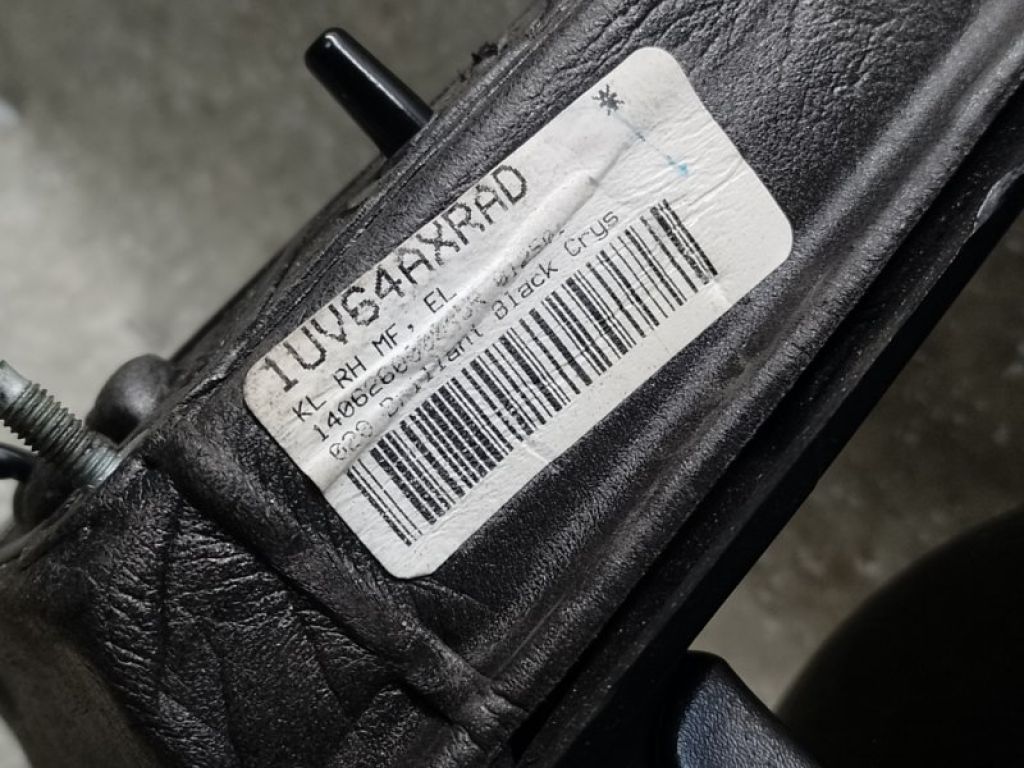 1UV64AXRAD
KL RH MF, EL
Brilliant Black Crys